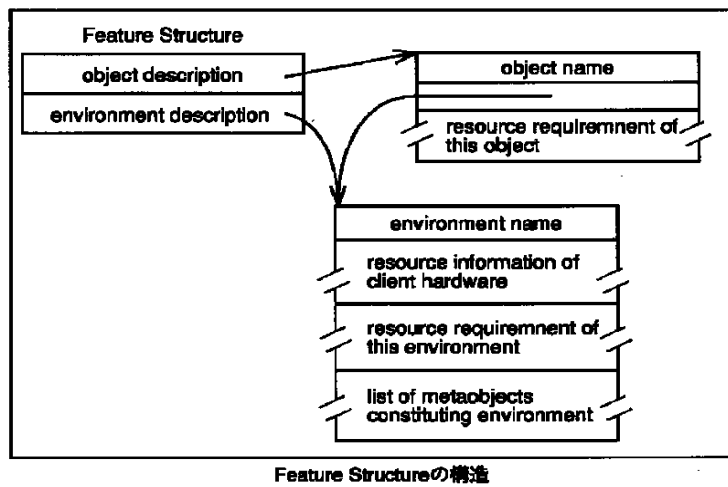 Feature Structure
object description
environment description
object name
resource requiremnent of
this object
environment name
resource information of
client hardware
resource requiremnent of
this environment
list of metaobjects
constituting environment
Feature Structureの構造